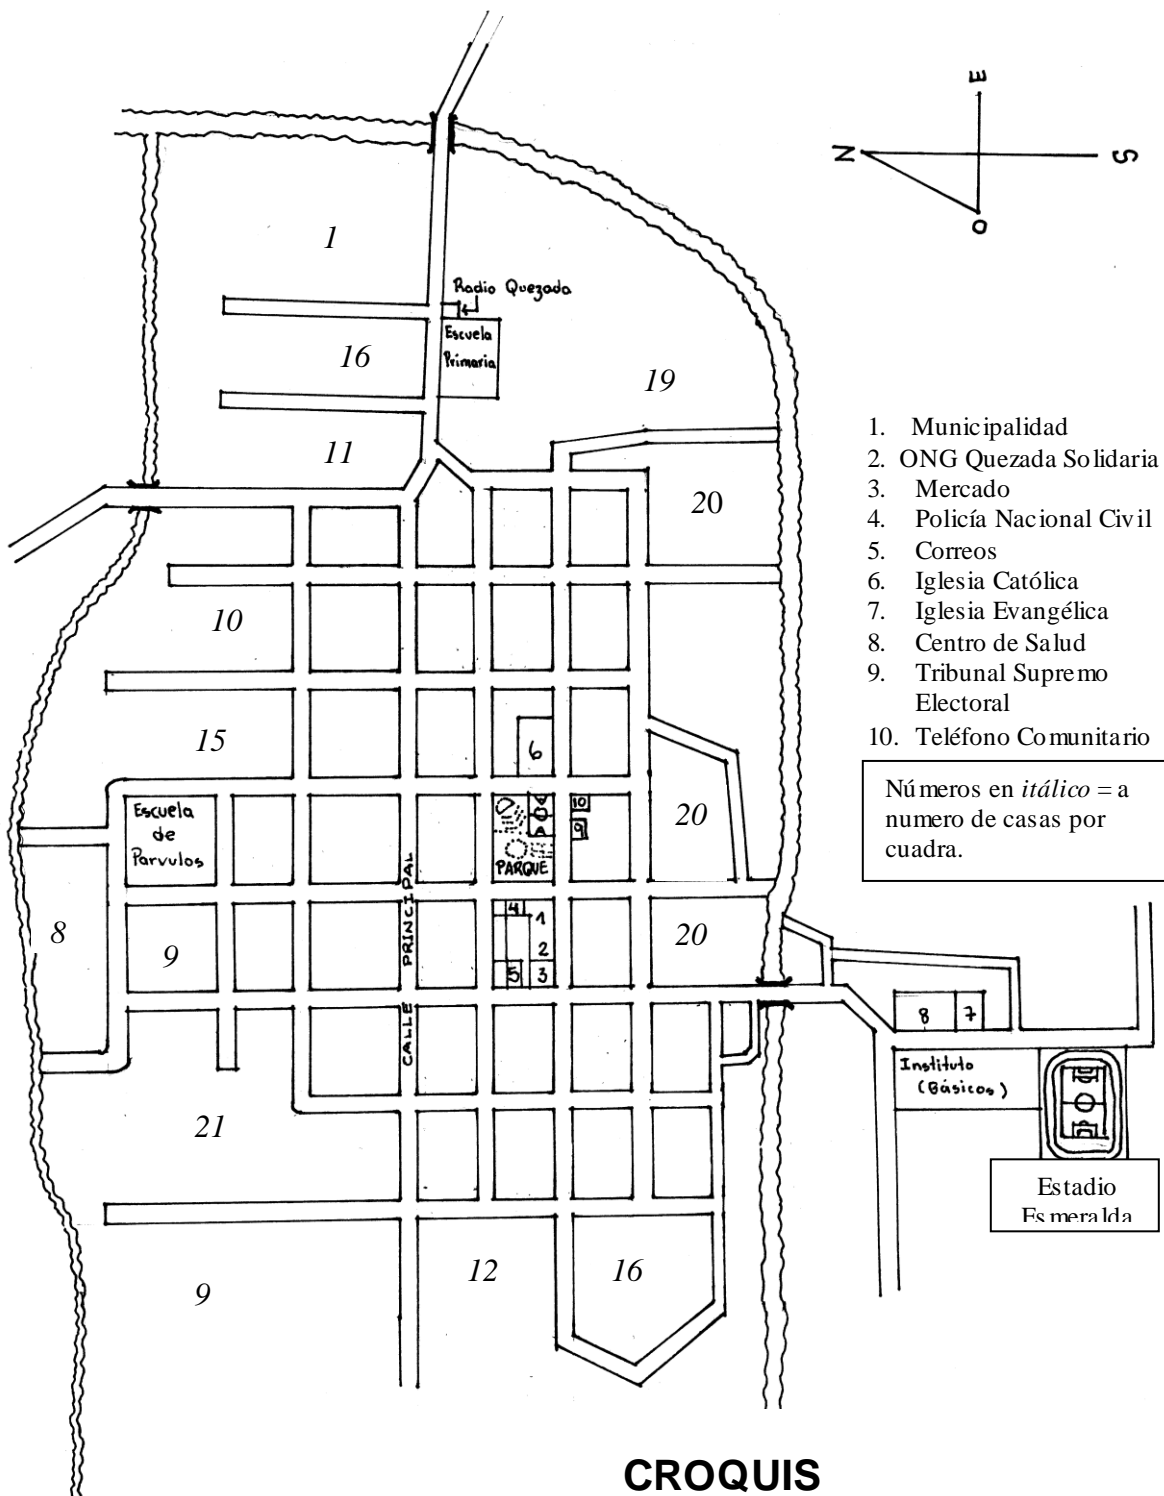 E
N
S
O
1
Radio Quezada
Escuela
Primaria
16
19
11
20
1. Municipalidad
2. ONG Quezada Solidaria
3. Mercado
4. Policía Nacional Civil
5. Correos
6. Iglesia Católica
7. Iglesia Evangélica
8. Centro de Salud
9. Tribunal Supremo
Electoral
10. Teléfono Comunitario
Números en itálico = a
numero de casas por
cuadra.
10
15
6
Escuela
de
Parvulos
10
9
20
PARQUE
CALLE PRINCIPAL
4
1
2
5
3
8
9
20
8
7
Instituto
(Básicos)
21
Estadio
Esmeralda
9
12
16
CROQUIS